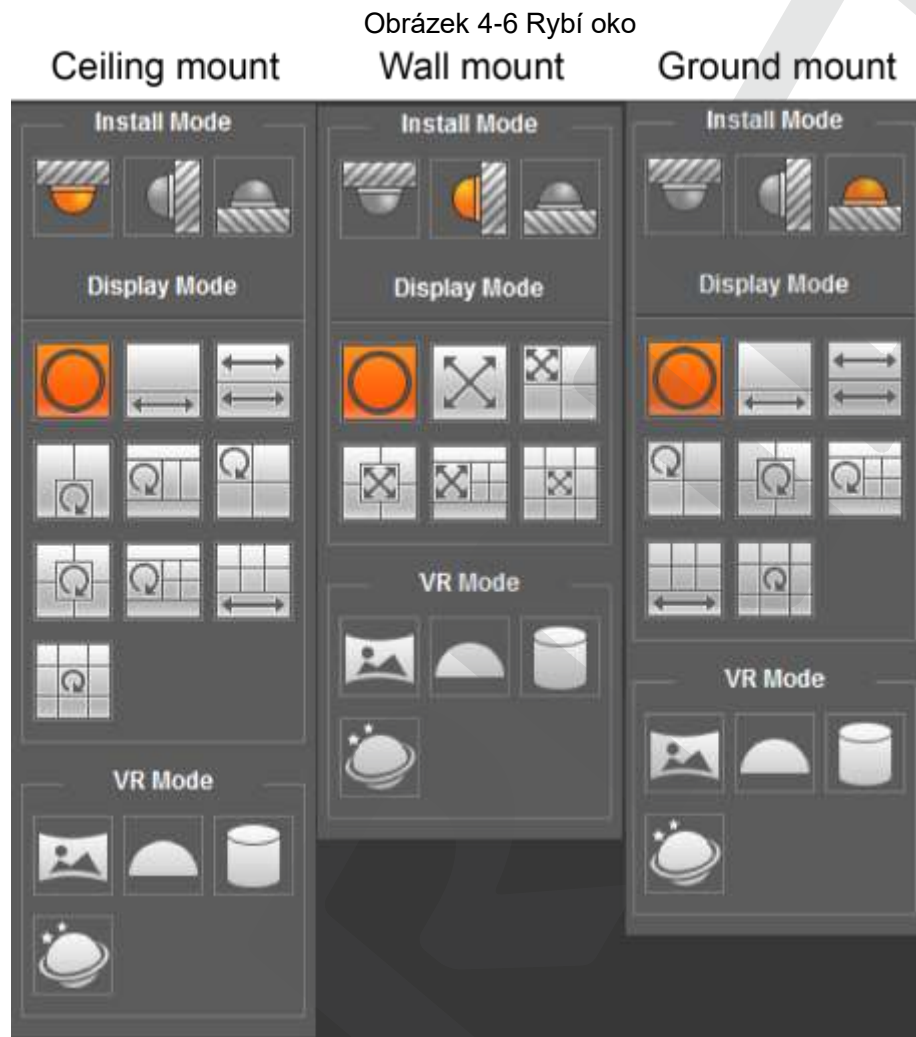 Obrázek 4-6 Rybí oko
Ceiling mount
Wall mount
Ground mount
Install Mode
Display Mode
VR Mode
Install Mode
Display Mode
VR Mode
Install Mode
Display Mode
VR Mode